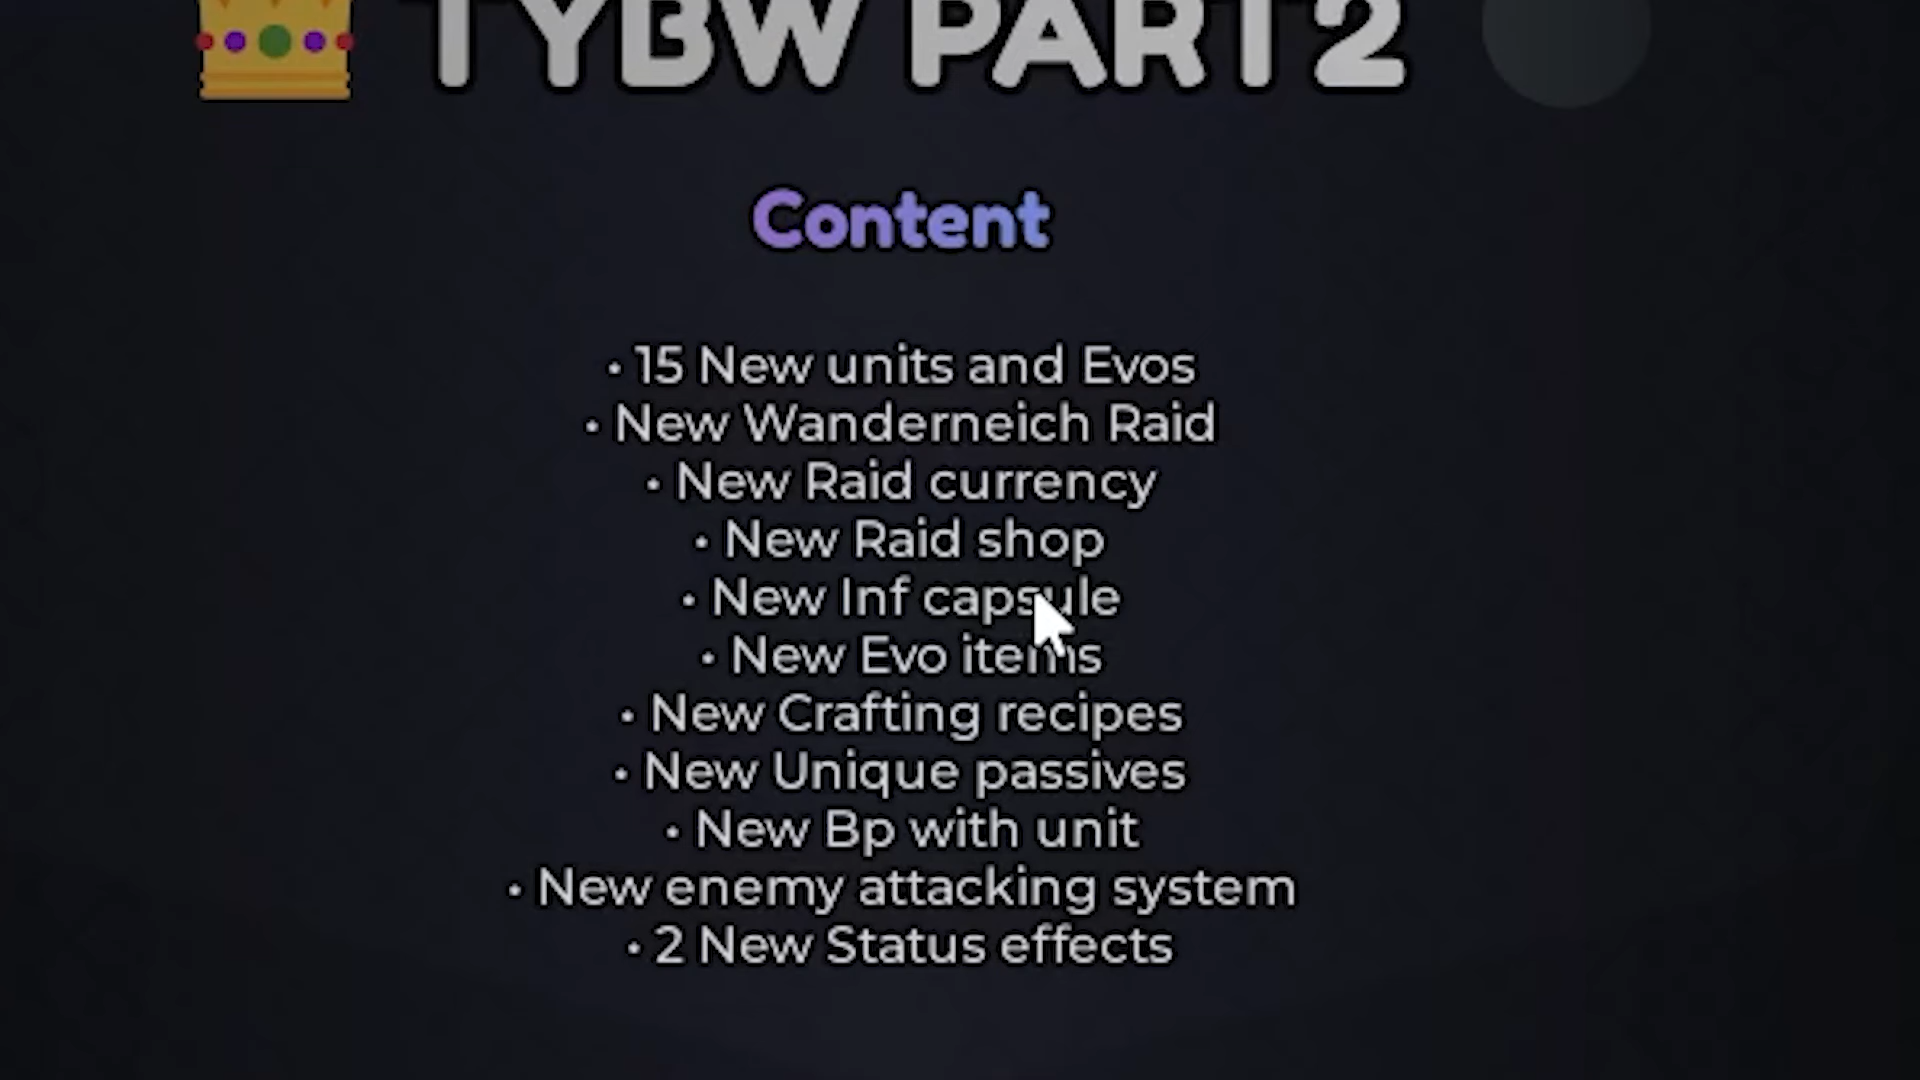 TYBW PART2
Content
• 15 New units and Evos
• New Wanderneich Raid
• New Raid currency
• New Raid shop
• New Inf capsule
• New Evo items
• New Crafting recipes
• New Unique passives
• New Bp with unit
• New enemy attacking system
• 2 New Status effects